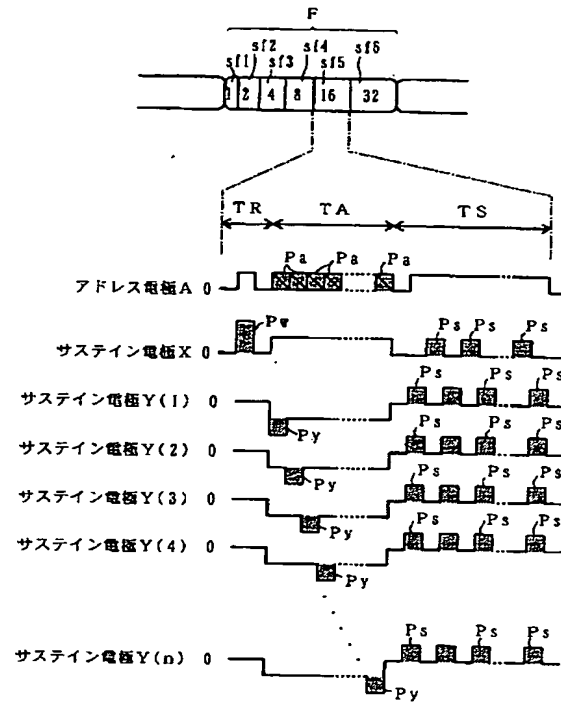 F
sf1 sf2 sf3 sf4 sf5 sf6
1 2 4 8 16 32
TR TA TS
Pa Pa Pa
アドレス電極A 0
Pw
Ps Ps Ps
サステイン電極X 0
Ps Ps Ps
サステイン電極Y(1) 0
Py
Ps Ps Ps
サステイン電極Y(2) 0
Py
Ps Ps Ps
サステイン電極Y(3) 0
Py
Ps Ps Ps
サステイン電極Y(4) 0
Py
Ps Ps Ps
サステイン電極Y(n) 0
Py